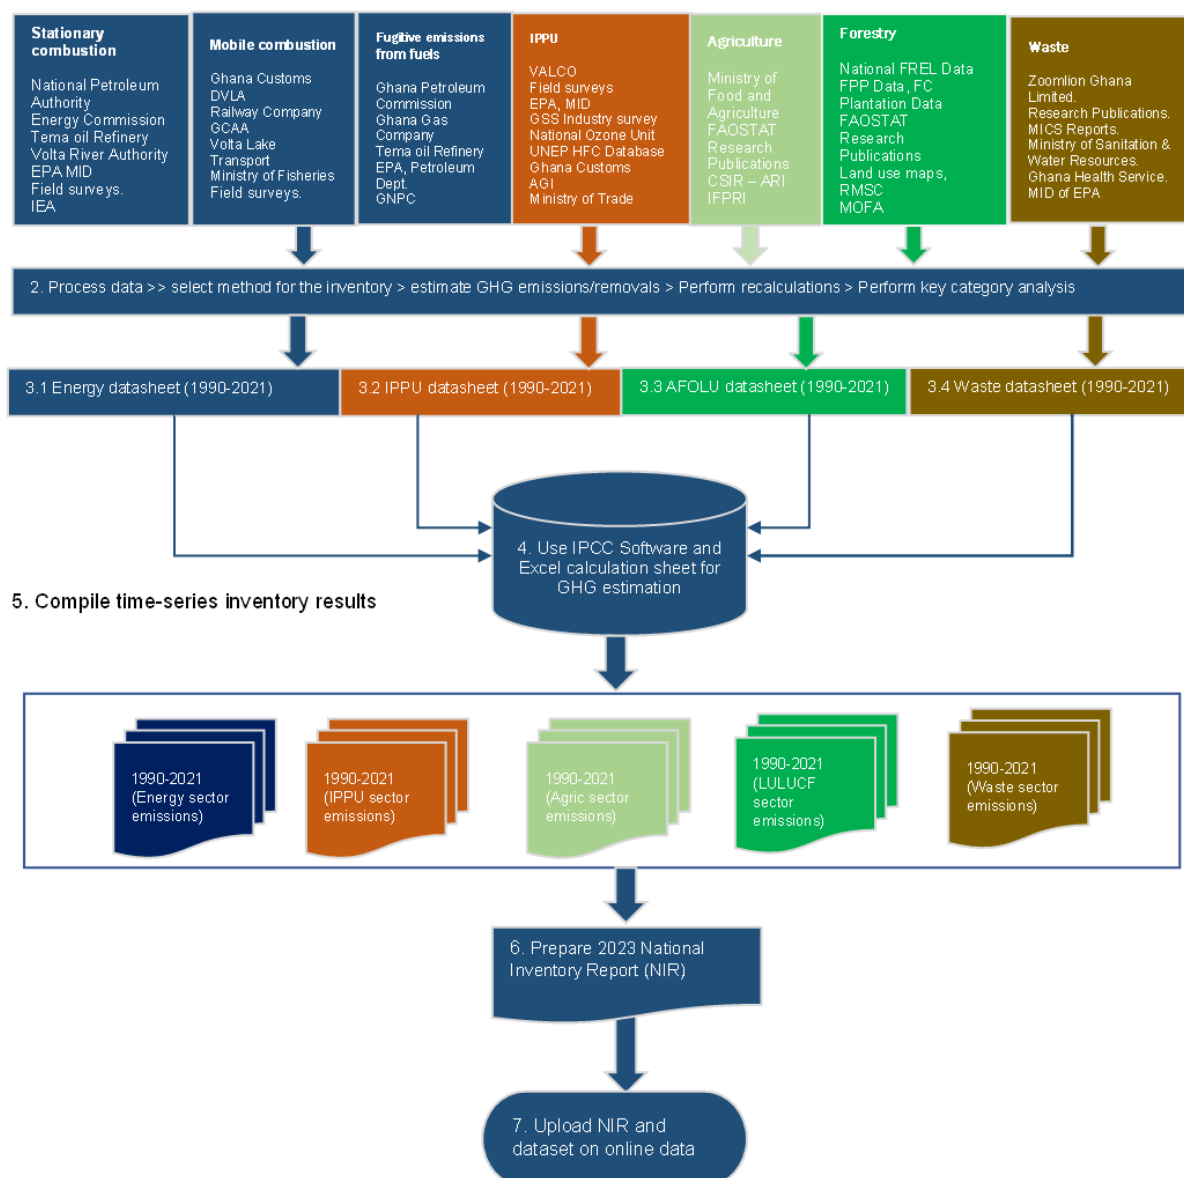 Stationary
combustion
National Petroleum
Authority
Energy Commission
Tema oil Refinery
Volta River Authority
EPA MID
Field surveys.
IEA
Mobile combustion
Ghana Customs
DVLA
Railway Company
GCAA
Volta Lake
Transport
Ministry of Fisheries
Field surveys.
Fugitive emissions
from fuels
Ghana Petroleum
Commission
Ghana Gas
Company
Tema oil Refinery
EPA, Petroleum
Dept.
GNPC
IPPU
VALCO
Field surveys
EPA, MID
GSS Industry survey
National Ozone Unit
UNEP HFC Database
Ghana Customs
AGI
Ministry of Trade
Agriculture
Ministry of
Food and
Agriculture
FAOSTAT
Research
Publications
CSIR – ARI
IFPRI
Forestry
National FREL Data
FPP Data, FC
Plantation Data
FAOSTAT
Research
Publications
Land use maps,
RMSC
MOFA
Waste
Zoomlion Ghana
Limited.
Research Publications.
MICS Reports.
Ministry of Sanitation &
Water Resources.
Ghana Health Service.
MID of EPA
2. Process data >> select method for the inventory > estimate GHG emissions/removals > Perform recalculations > Perform key category analysis
3.1 Energy datasheet (1990-2021)
3.2 IPPU datasheet (1990-2021)
3.3 AFOLU datasheet (1990-2021)
3.4 Waste datasheet (1990-2021)
4. Use IPCC Software and
Excel calculation sheet for
GHG estimation
5. Compile time-series inventory results
1990-2021
(Energy sector
emissions)
1990-2021
(IPPU sector
emissions)
1990-2021
(Agric sector
emissions)
1990-2021
(LULUCF
sector
emissions)
1990-2021
(Waste sector
emissions)
6. Prepare 2023 National
Inventory Report (NIR)
7. Upload NIR and
dataset on online data